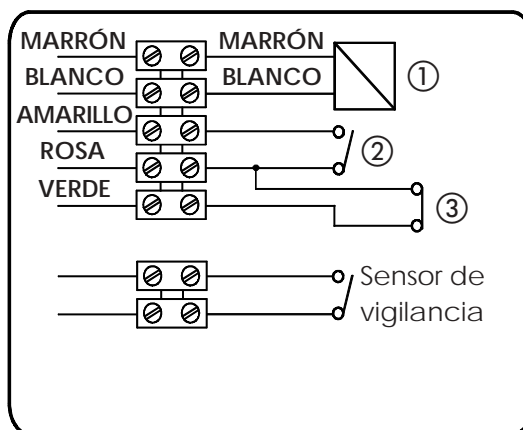 MARRÓN MARRÓN ①
BLANCO BLANCO
AMARILLO
ROSA ②
VERDE ③
Sensor de
vigilancia